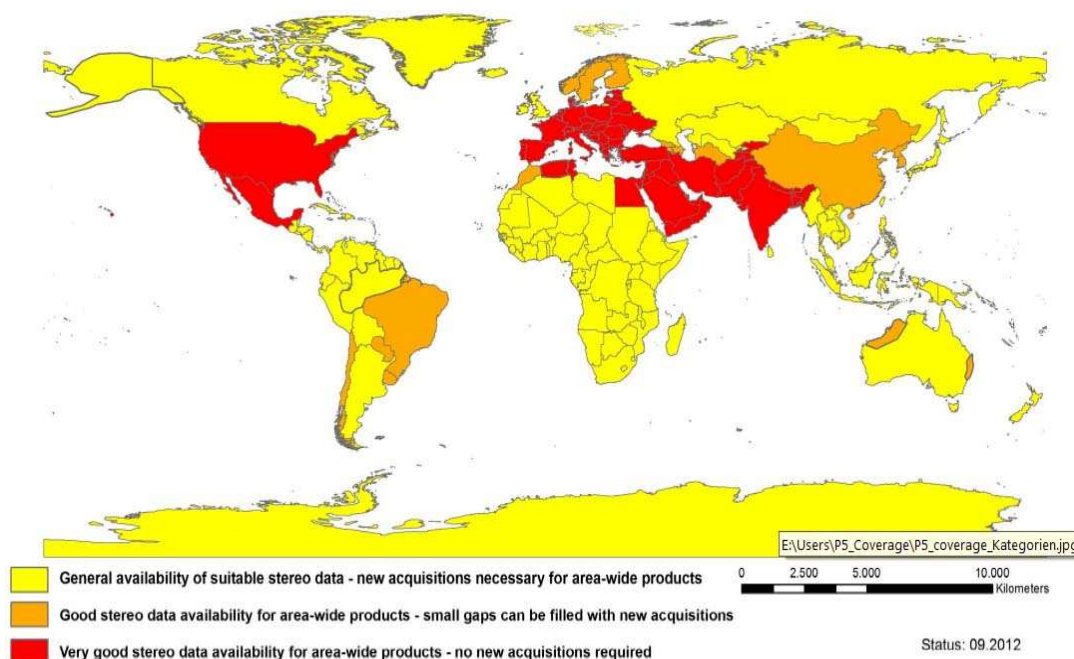 E:\Users\P5_Coverage\P5_coverage_Kategorien.jpg
General availability of suitable stereo data - new acquisitions necessary for area-wide products
0 2.500 5.000 10.000
Kilometers
Good stereo data availability for area-wide products - small gaps can be filled with new acquisitions
Very good stereo data availability for area-wide products - no new acquisitions required
Status: 09.2012